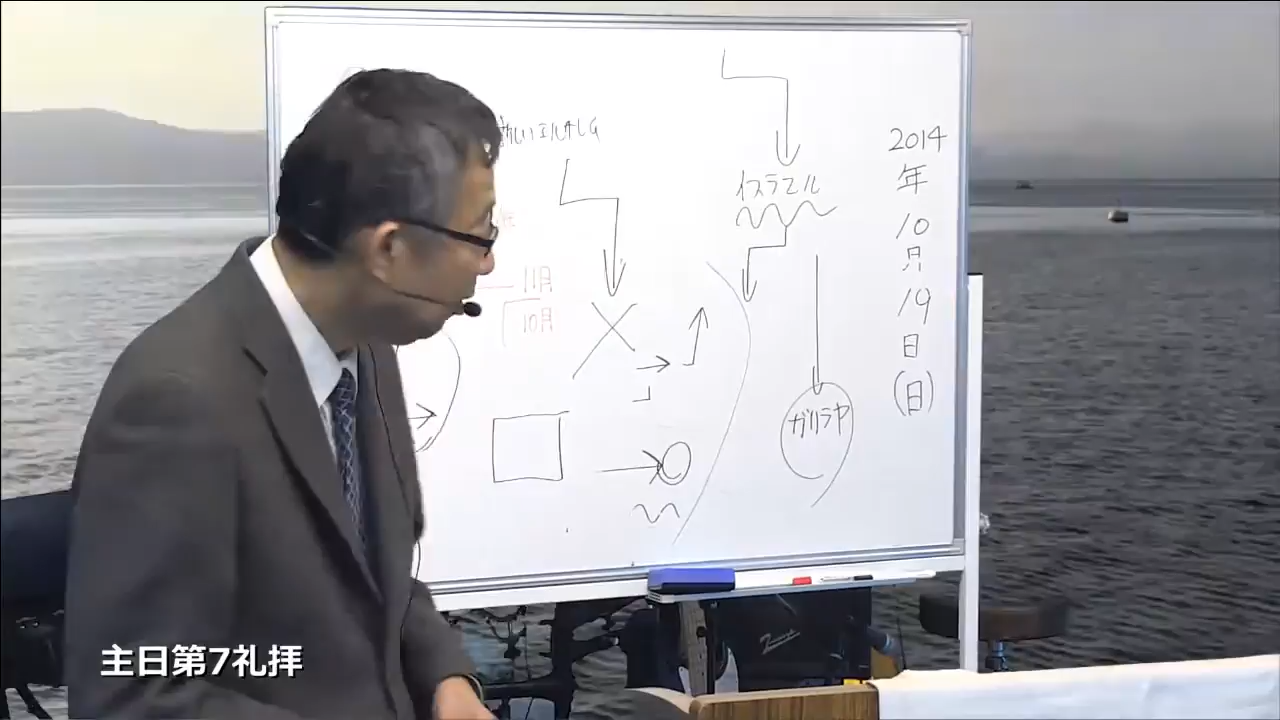 新しいエルサレム
イスラエル
2014
年
10
月
19
日
(日)
11月
10月
ガリラヤ
主日第7礼拝